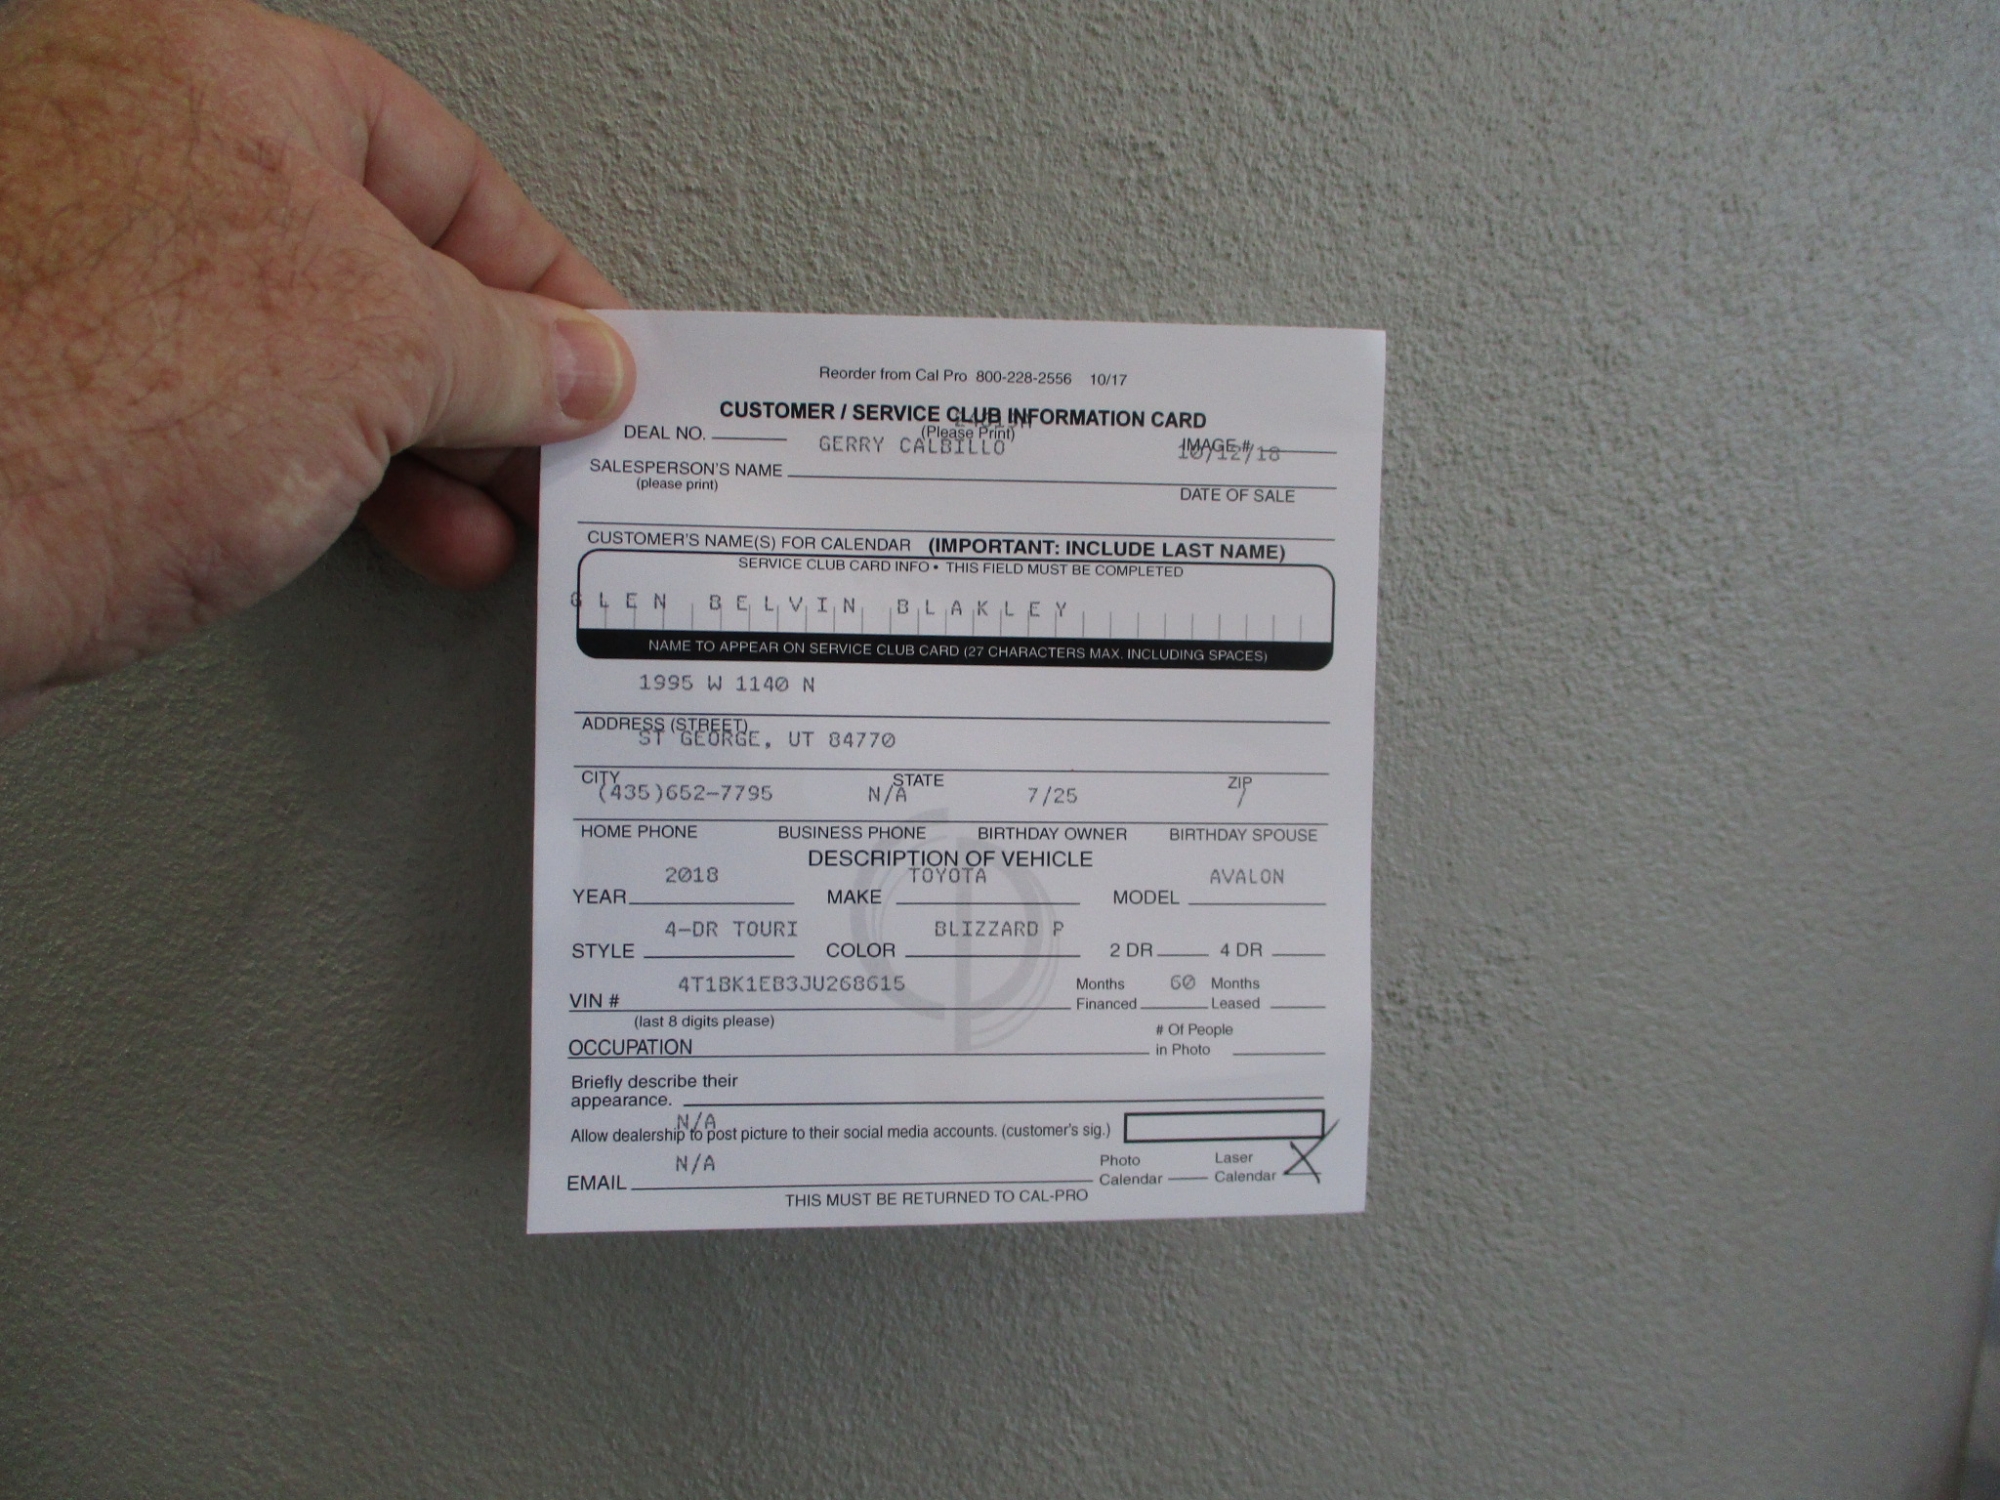 Reorder from Cal Pro 800-228-2556 10/17
CUSTOMER / SERVICE CLUB INFORMATION CARD
(Please Print)
DEAL NO. GERRY CALBILLO IMAGE #
10/12/18
SALESPERSON'S NAME
(please print) DATE OF SALE
CUSTOMER'S NAME(S) FOR CALENDAR (IMPORTANT: INCLUDE LAST NAME)
SERVICE CLUB CARD INFO • THIS FIELD MUST BE COMPLETED
GLEN BELVIN BLAKLEY
NAME TO APPEAR ON SERVICE CLUB CARD (27 CHARACTERS MAX. INCLUDING SPACES)
1995 W 1140 N
ADDRESS (STREET)
ST GEORGE, UT 84770
CITY STATE ZIP
(435)652-7795 N/A 7/25 /
HOME PHONE BUSINESS PHONE BIRTHDAY OWNER BIRTHDAY SPOUSE
DESCRIPTION OF VEHICLE
2018 TOYOTA AVALON
YEAR MAKE MODEL
4-DR TOURI BLIZZARD P
STYLE COLOR 2 DR 4 DR
4T1BK1EB3JU268615 Months 60 Months
VIN # Financed Leased
(last 8 digits please) # Of People
OCCUPATION in Photo
Briefly describe their
appearance.
N/A
Allow dealership to post picture to their social media accounts. (customer's sig.)
N/A Photo Laser
EMAIL Calendar Calendar X
THIS MUST BE RETURNED TO CAL-PRO